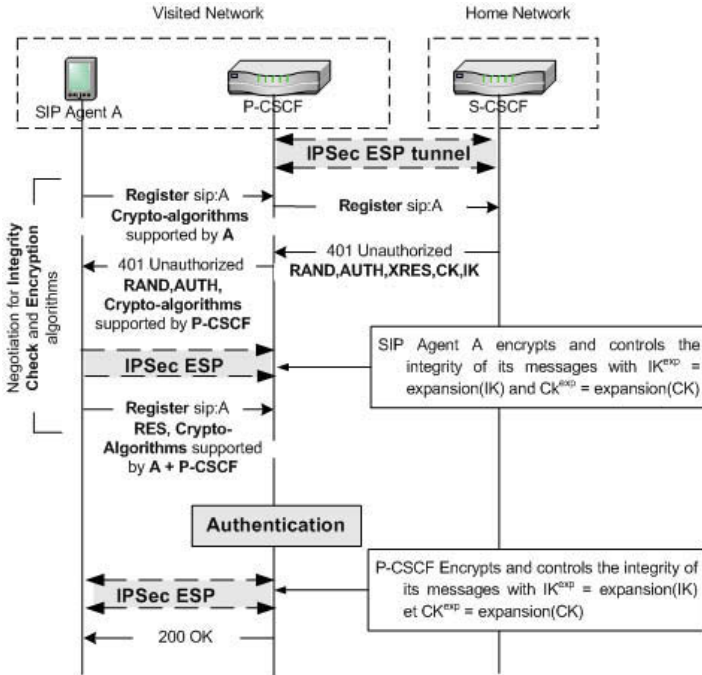 Visited Network
Home Network
SIP Agent A
P-CSCF
S-CSCF
IPSec ESP tunnel
Register sip:A
Crypto-algorithms
supported by A
Register sip:A
401 Unauthorized
RAND,AUTH,XRES,CK,IK
401 Unauthorized
RAND,AUTH,
Crypto-algorithms
supported by P-CSCF
Negotiation for Integrity
Check and Encryption
algorithms
IPSec ESP
SIP Agent A encrypts and controls the
integrity of its messages with IK^exp =
expansion(IK) and Ck^exp = expansion(CK)
Register sip:A
RES, Crypto-
Algorithms supported
by A + P-CSCF
Authentication
IPSec ESP
P-CSCF Encrypts and controls the integrity of
its messages with IK^exp = expansion(IK)
et CK^exp = expansion(CK)
200 OK